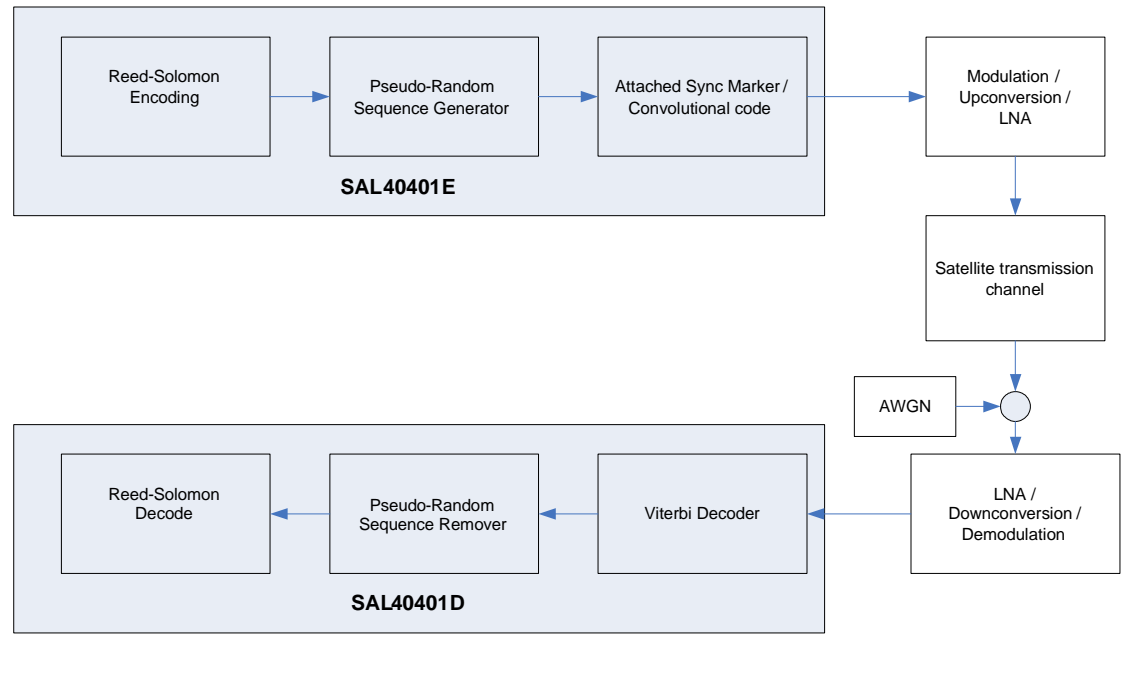 Reed-Solomon
Encoding
Pseudo-Random
Sequence Generator
Attached Sync Marker /
Convolutional code
SAL40401E
Modulation /
Upconversion /
LNA
Satellite transmission
channel
AWGN
LNA /
Downconversion /
Demodulation
Viterbi Decoder
Pseudo-Random
Sequence Remover
Reed-Solomon
Decode
SAL40401D